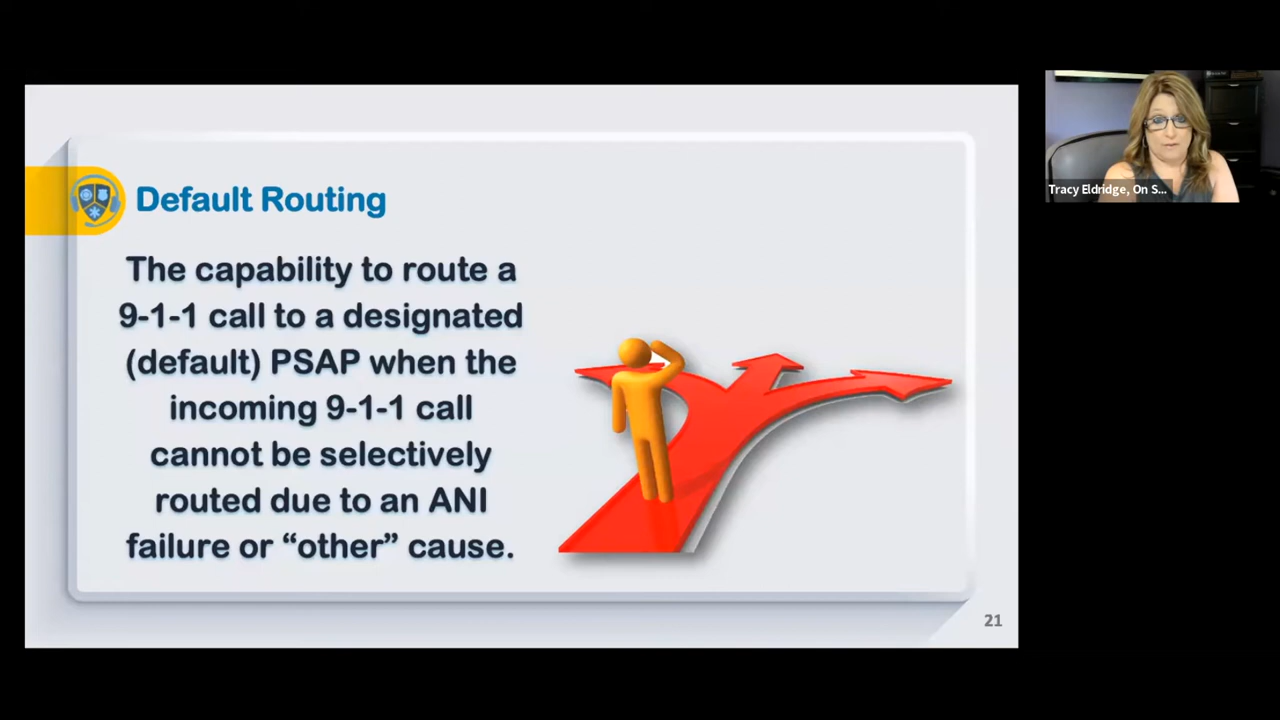 Default Routing
The capability to route a
9-1-1 call to a designated
(default) PSAP when the
incoming 9-1-1 call
cannot be selectively
routed due to an ANI
failure or “other” cause.
21
Tracy Eldridge, On S...